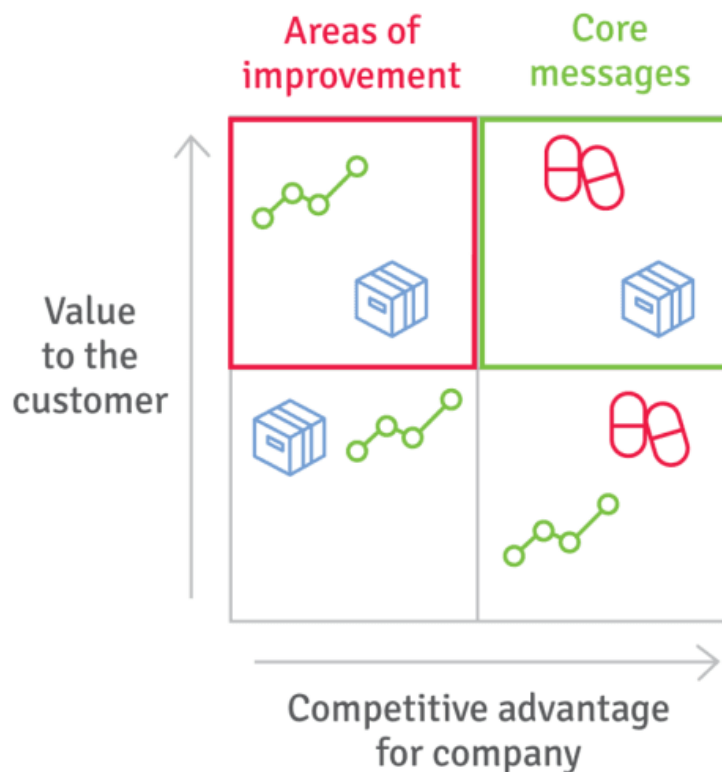 Areas of
improvement
Core
messages
Value
to the
customer
Competitive advantage
for company